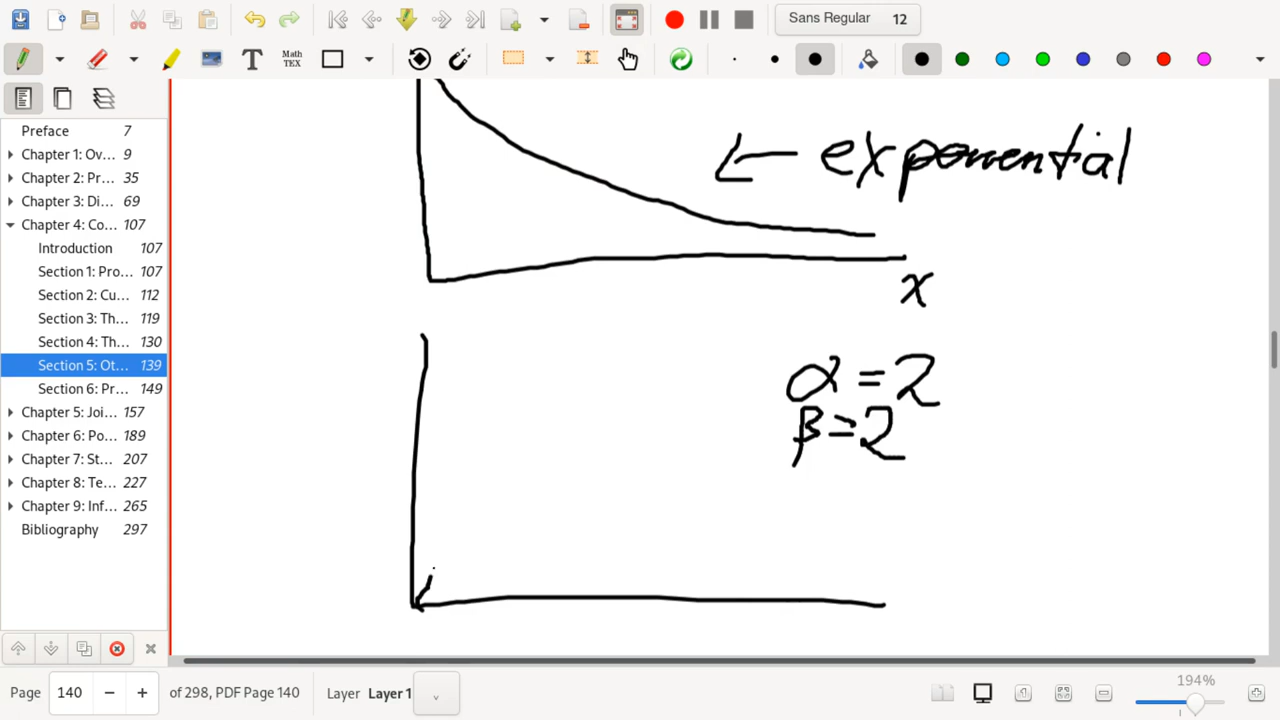 Sans Regular 12
Math
TEX
Preface 7
Chapter 1: Ov... 9
Chapter 2: Pr... 35
Chapter 3: Di... 69
Chapter 4: Co... 107
Introduction 107
Section 1: Pro... 107
Section 2: Cu... 112
Section 3: Th... 119
Section 4: Th... 130
Section 5: Ot... 139
Section 6: Pr... 149
Chapter 5: Joi... 157
Chapter 6: Po... 189
Chapter 7: St... 207
Chapter 8: Te... 227
Chapter 9: Inf... 265
Bibliography 297
← exponential
x
α = 2
β = 2
Page 140 of 298, PDF Page 140 Layer Layer 1
194%